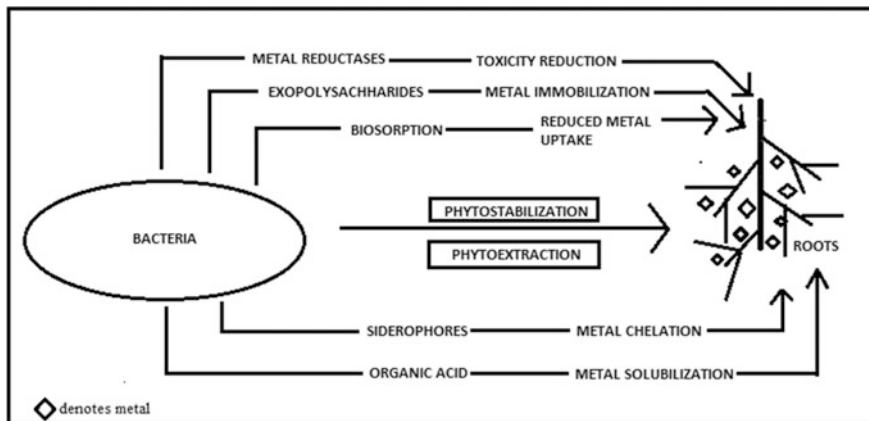 METAL REDUCTASES TOXICITY REDUCTION
EXOPOLYSACHHARIDES METAL IMMOBILIZATION
BIOSORPTION REDUCED METAL
UPTAKE
PHYTOSTABILIZATION
BACTERIA
PHYTOEXTRACTION
ROOTS
SIDEROPHORES METAL CHELATION
ORGANIC ACID METAL SOLUBILIZATION
denotes metal